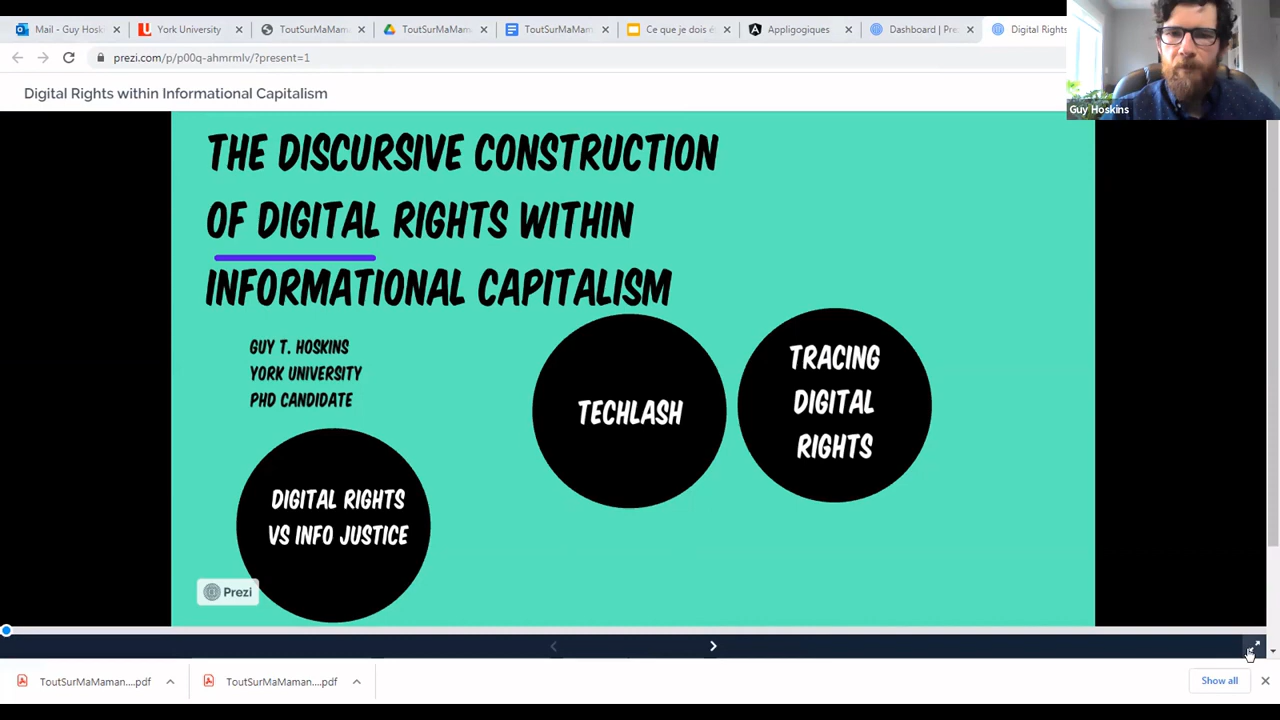 Mail - Guy Hosk
York University
ToutSurMaMam
ToutSurMaMam
ToutSurMaMam
Ce que je dois é
Appligogiques
Dashboard | Pre
Digital Rights
prezi.com/p/p00q-ahmrmlv/?present=1
Guy Hoskins
Digital Rights within Informational Capitalism
THE DISCURSIVE CONSTRUCTION
OF DIGITAL RIGHTS WITHIN
INFORMATIONAL CAPITALISM
GUY T. HOSKINS
YORK UNIVERSITY
PHD CANDIDATE
TECHLASH
TRACING
DIGITAL
RIGHTS
DIGITAL RIGHTS
VS INFO JUSTICE
Prezi
ToutSurMaMaman....pdf
ToutSurMaMaman....pdf
Show all